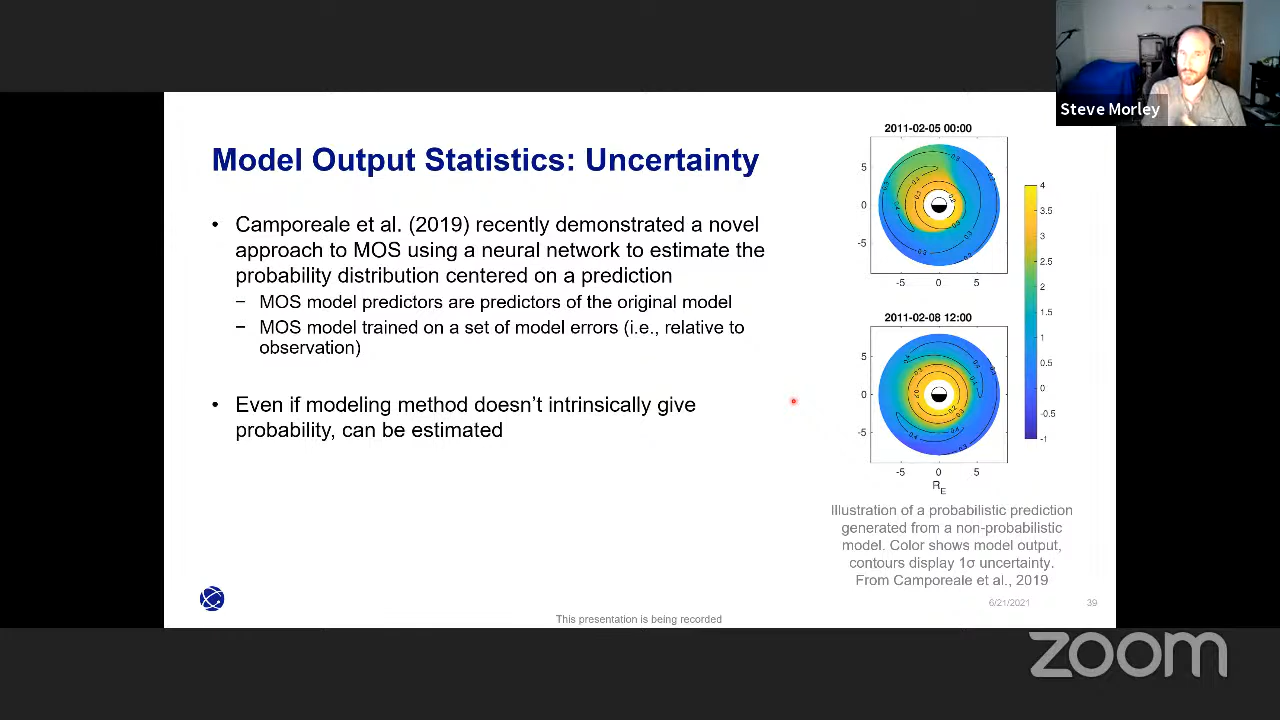 Steve Morley
Model Output Statistics: Uncertainty
• Camporeale et al. (2019) recently demonstrated a novel
approach to MOS using a neural network to estimate the
probability distribution centered on a prediction
− MOS model predictors are predictors of the original model
− MOS model trained on a set of model errors (i.e., relative to
observation)
• Even if modeling method doesn’t intrinsically give
probability, can be estimated
2011-02-05 00:00
5
0
-5
-5 0 5
2011-02-08 12:00
5
0
-5
-5 0 5
R_E
4
3.5
3
2.5
2
1.5
1
0.5
0
-0.5
-1
Illustration of a probabilistic prediction
generated from a non-probabilistic
model. Color shows model output,
contours display 1σ uncertainty.
From Camporeale et al., 2019
6/21/2021 39
This presentation is being recorded
zoom